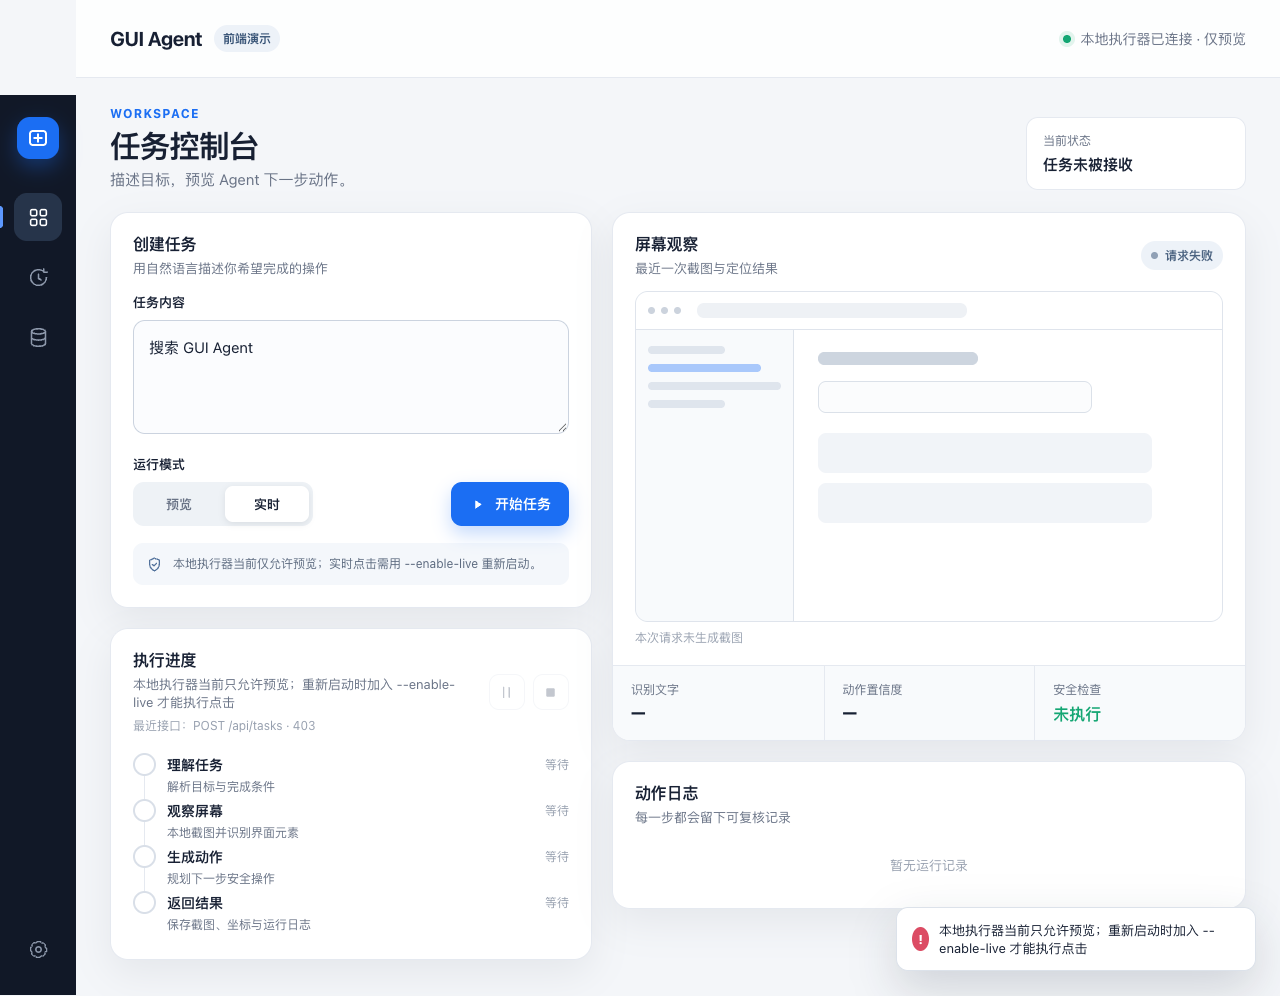 GUI Agent
前端演示
本地执行器已连接 · 仅预览
WORKSPACE
任务控制台
描述目标，预览 Agent 下一步动作。
当前状态
任务未被接收
创建任务
用自然语言描述你希望完成的操作
任务内容
搜索 GUI Agent
运行模式
预览
实时
开始任务
本地执行器当前仅允许预览；实时点击需用 --enable-live 重新启动。
执行进度
本地执行器当前只允许预览；重新启动时加入 --enable-
live 才能执行点击
最近接口：POST /api/tasks · 403
理解任务
等待
解析目标与完成条件
观察屏幕
等待
本地截图并识别界面元素
生成动作
等待
规划下一步安全操作
返回结果
等待
保存截图、坐标与运行日志
屏幕观察
最近一次截图与定位结果
请求失败
本次请求未生成截图
识别文字
—
动作置信度
—
安全检查
未执行
动作日志
每一步都会留下可复核记录
暂无运行记录
本地执行器当前只允许预览；重新启动时加入 --
enable-live 才能执行点击